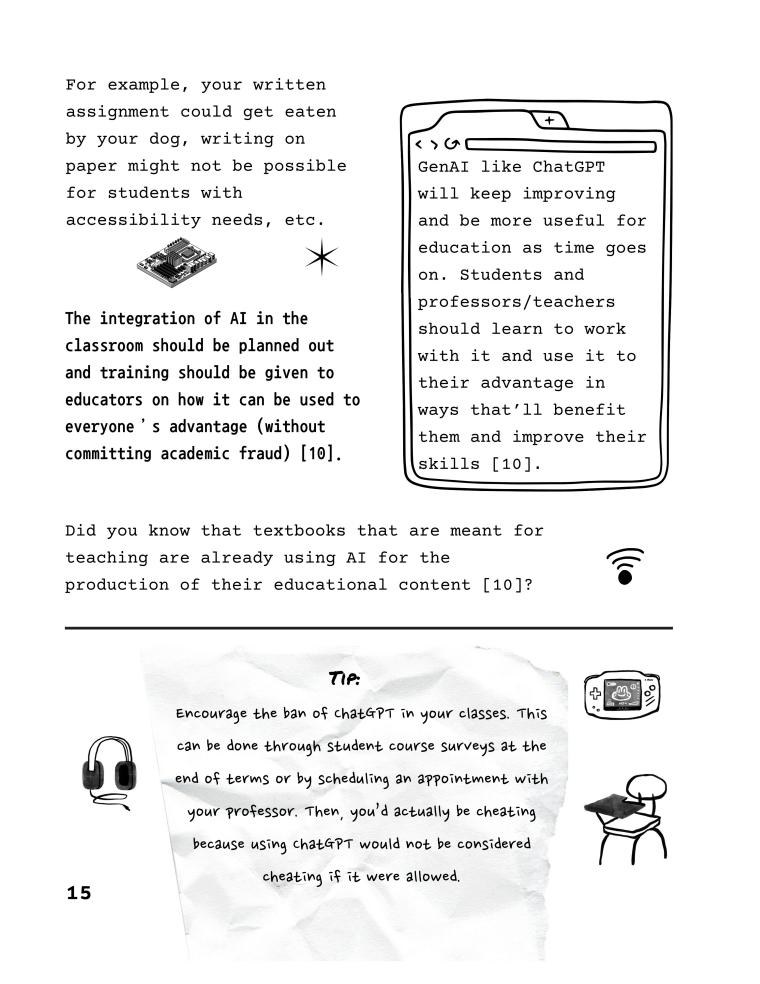 For example, your written
assignment could get eaten
by your dog, writing on
paper might not be possible
for students with
accessibility needs, etc.
The integration of AI in the
classroom should be planned out
and training should be given to
educators on how it can be used to
everyone’s advantage (without
committing academic fraud) [10].
GenAI like ChatGPT
will keep improving
and be more useful for
education as time goes
on. Students and
professors/teachers
should learn to work
with it and use it to
their advantage in
ways that’ll benefit
them and improve their
skills [10].
Did you know that textbooks that are meant for
teaching are already using AI for the
production of their educational content [10]?
TIP:
Encourage the ban of ChatGPT in your classes. This
can be done through student course surveys at the
end of terms or by scheduling an appointment with
your professor. Then, you’d actually be cheating
because using ChatGPT would not be considered
cheating if it were allowed.
15